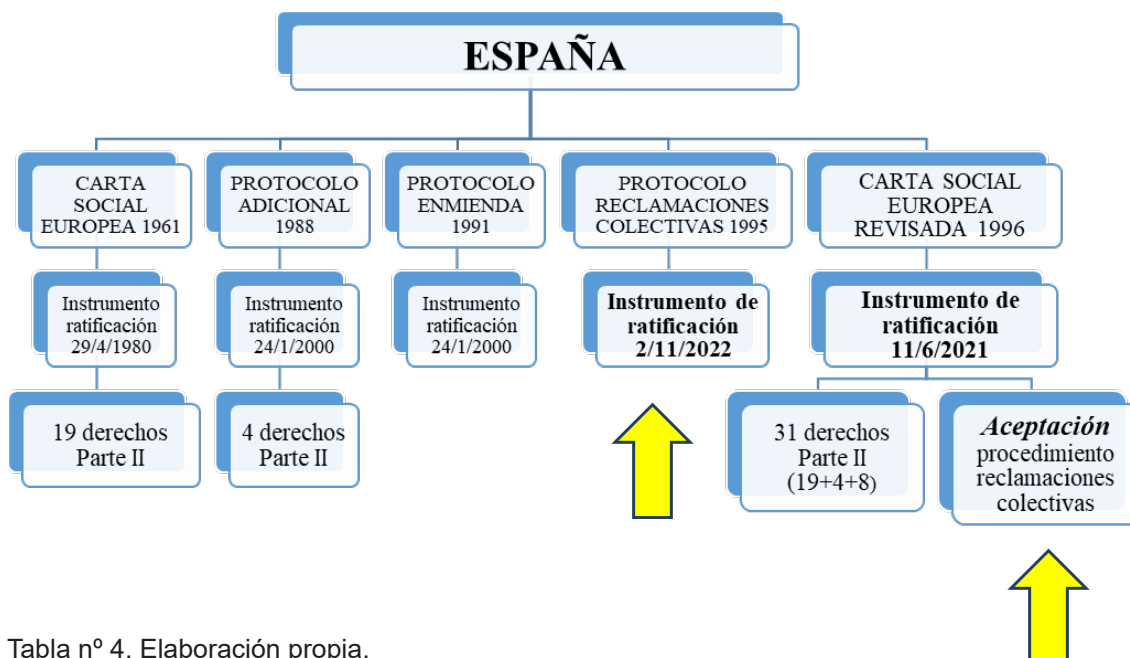 ESPAÑA
CARTA
SOCIAL
EUROPEA 1961
PROTOCOLO
ADICIONAL
1988
PROTOCOLO
ENMIENDA
1991
PROTOCOLO
RECLAMACIONES
COLECTIVAS 1995
CARTA SOCIAL
EUROPEA
REVISADA 1996
Instrumento
ratificación
29/4/1980
Instrumento
ratificación
24/1/2000
Instrumento
ratificación
24/1/2000
Instrumento de
ratificación
2/11/2022
Instrumento de
ratificación
11/6/2021
19 derechos
Parte II
4 derechos
Parte II
31 derechos
Parte II
(19+4+8)
Aceptación
procedimiento
reclamaciones
colectivas
Tabla nº 4. Elaboración propia.